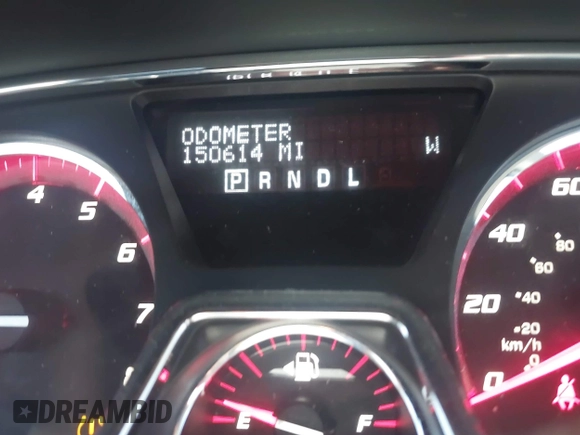 ODOMETER
150614 MI W
P R N D L
4 5 6 7
60
40 80
60
20 40
20
km/h
0 0
E F
DREAMBID